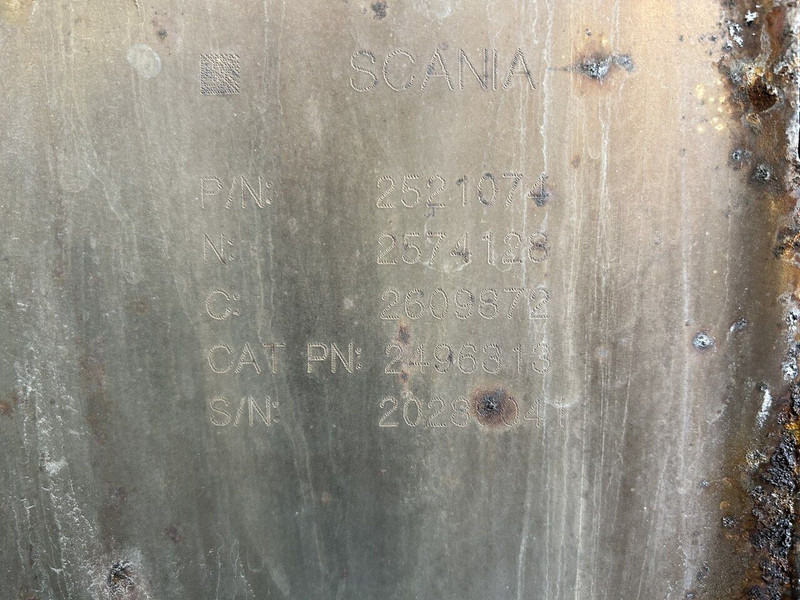 SCANIA
P/N: 2521074
N: 2574128
C: 2609872
CAT PN: 2496313
S/N: